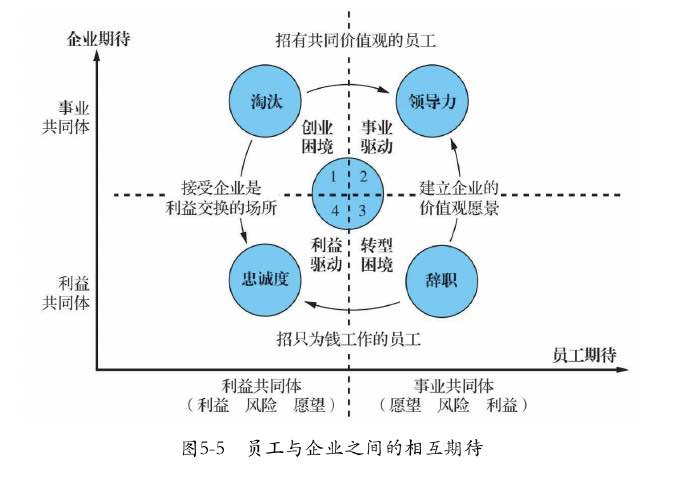 企业期待
招有共同价值观的员工
事业
共同体
淘汰
领导力
创业
困境
事业
驱动
1 2
4 3
接受企业是
利益交换的场所
建立企业的
价值观愿景
利益
驱动
转型
困境
利益
共同体
忠诚度
辞职
招只为钱工作的员工
员工期待
利益共同体
（利益 风险 愿望）
事业共同体
（愿望 风险 利益）
图5-5 员工与企业之间的相互期待